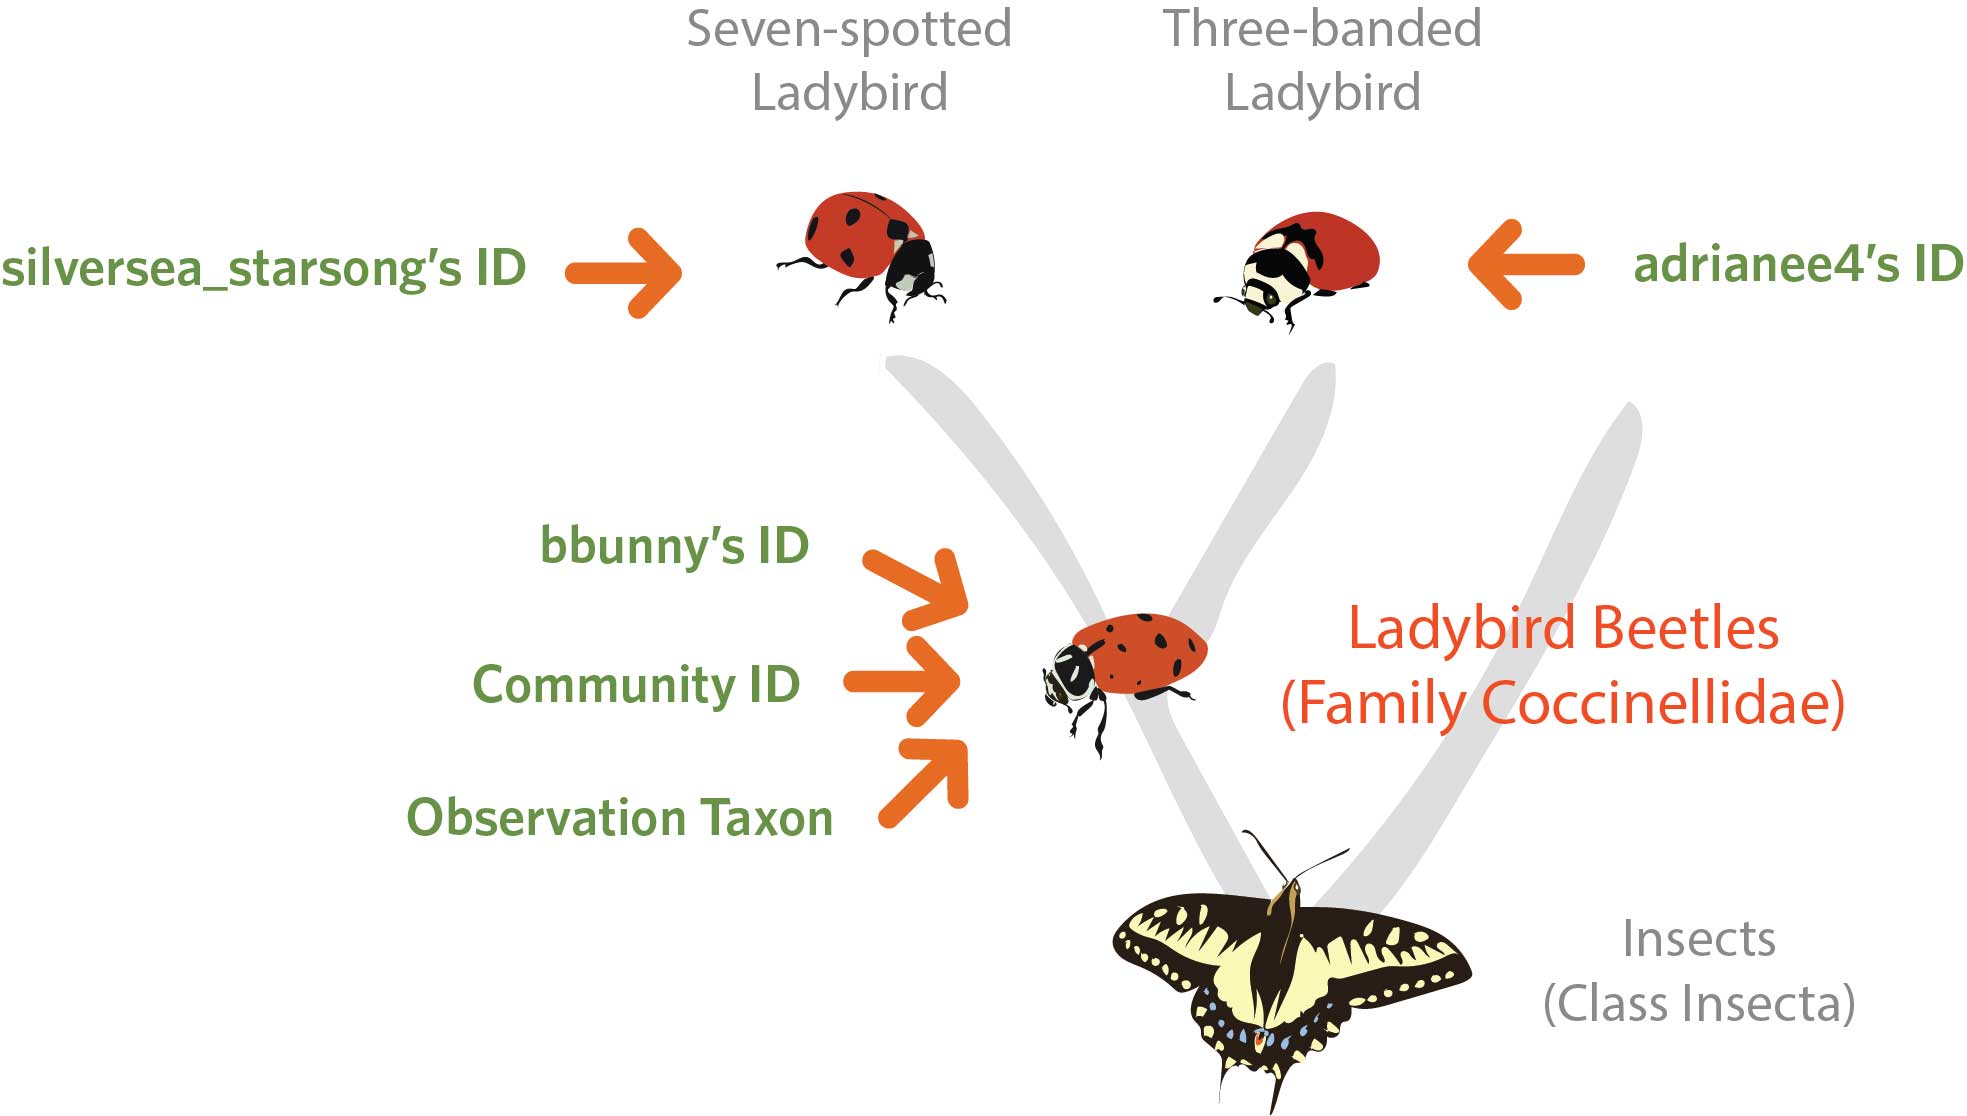 Seven-spotted
Ladybird
Three-banded
Ladybird
silversea_starsong’s ID
adrianee4’s ID
bbunny’s ID
Community ID
Observation Taxon
Ladybird Beetles
(Family Coccinellidae)
Insects
(Class Insecta)